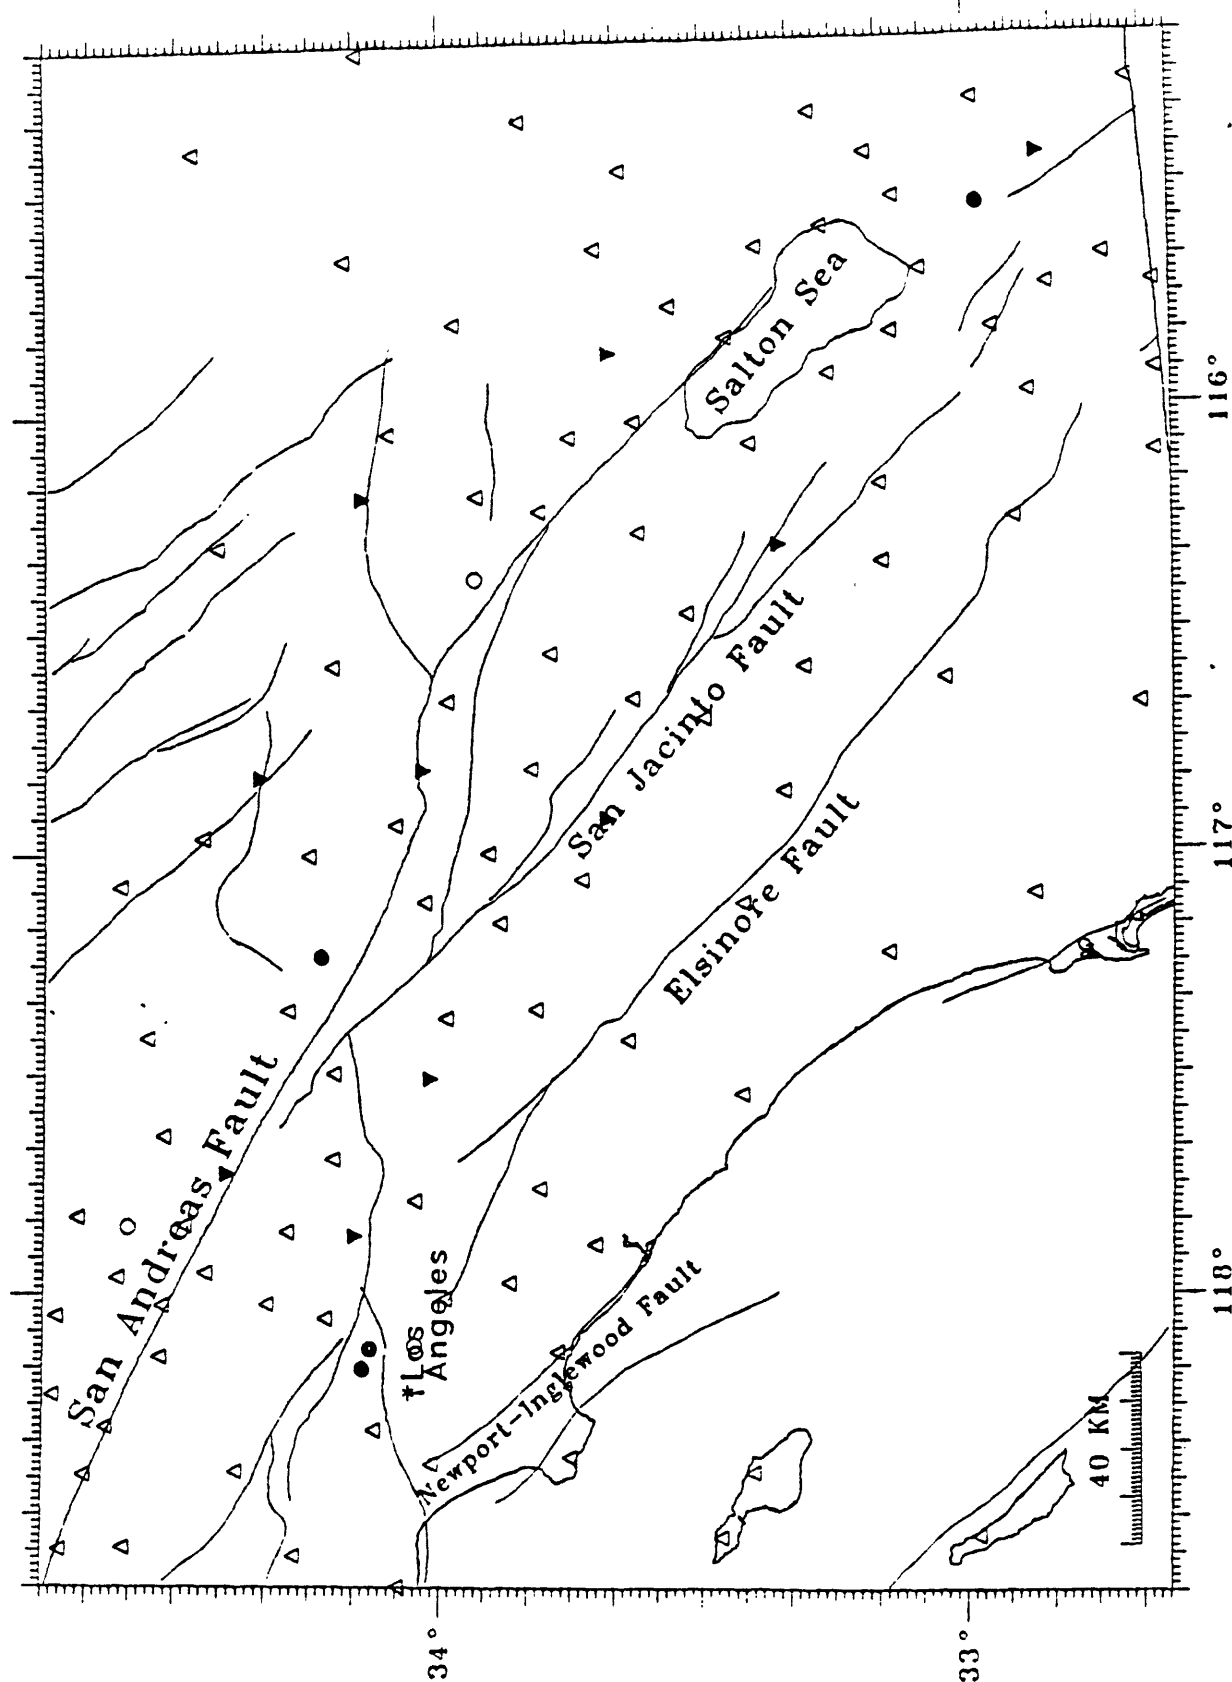 San Andreas Fault
San Jacinto Fault
Elsinore Fault
Newport-Inglewood Fault
Salton Sea
*Los
Angeles
40 KM
34°
33°
118°
117°
116°